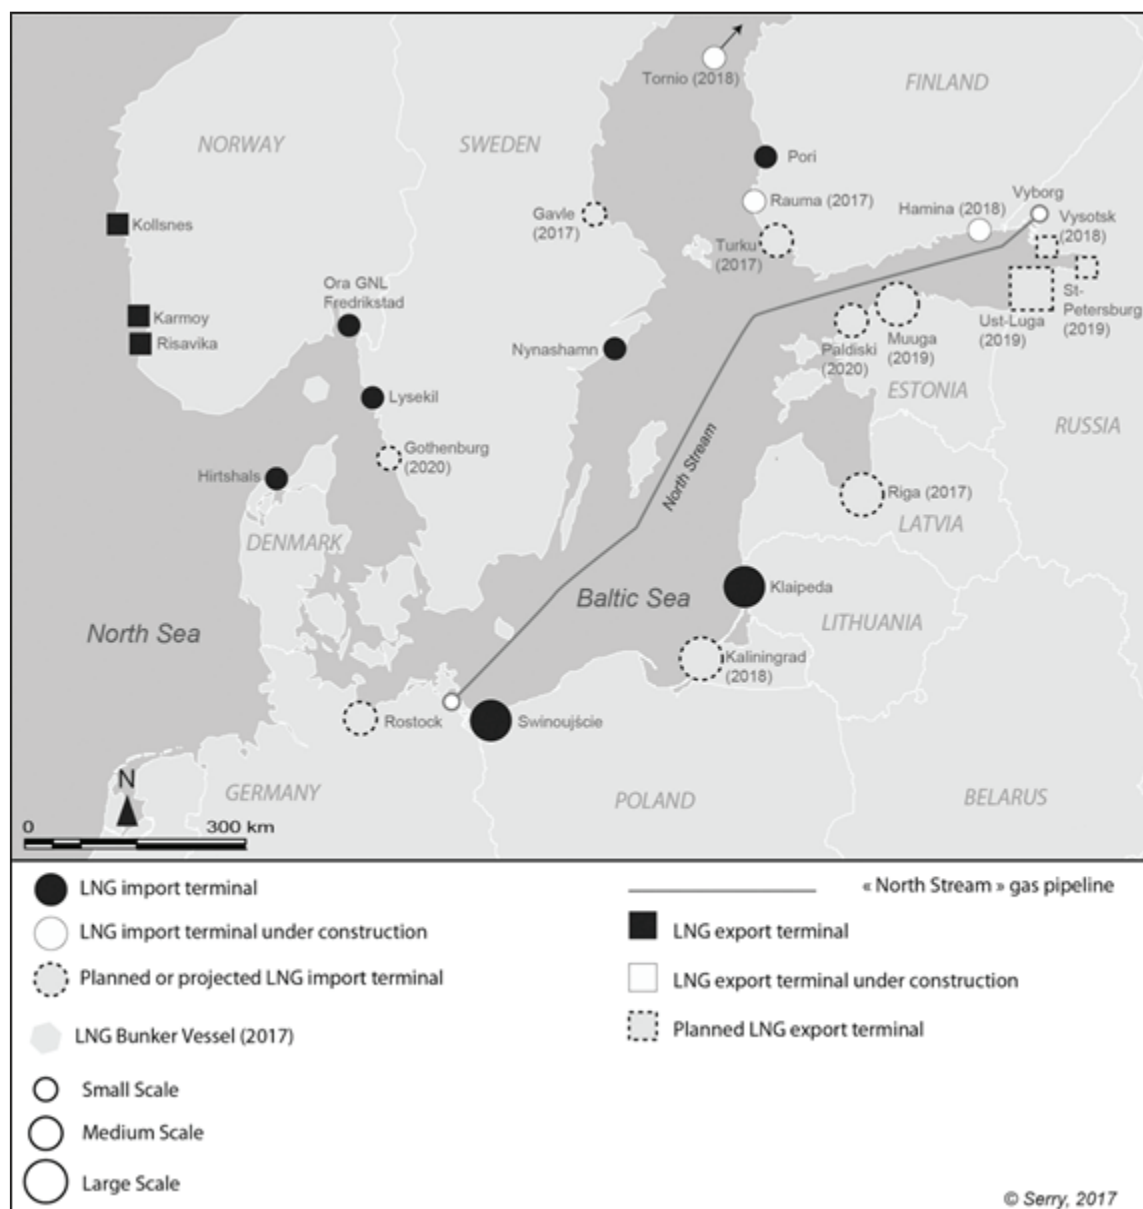 Tornio (2018)
FINLAND
NORWAY
SWEDEN
Pori
Rauma (2017)
Hamina (2018)
Vyborg
Kollsnes
Gavle
(2017)
Turku
(2017)
Vysotsk
(2018)
Ora GNL
Fredrikstad
Karmoy
Risavika
Nynashamn
Paldiski
(2020)
Muuga
(2019)
Ust-Luga
(2019)
St-
Petersburg
(2019)
Lysekil
ESTONIA
RUSSIA
Gothenburg
(2020)
Hirtshals
North Stream
Riga (2017)
LATVIA
DENMARK
Klaipeda
Baltic Sea
North Sea
LITHUANIA
Kaliningrad
(2018)
Rostock
Swinoujście
N
GERMANY
POLAND
BELARUS
0 300 km
LNG import terminal
LNG import terminal under construction
Planned or projected LNG import terminal
LNG Bunker Vessel (2017)
Small Scale
Medium Scale
Large Scale
« North Stream » gas pipeline
LNG export terminal
LNG export terminal under construction
Planned LNG export terminal
© Serry, 2017